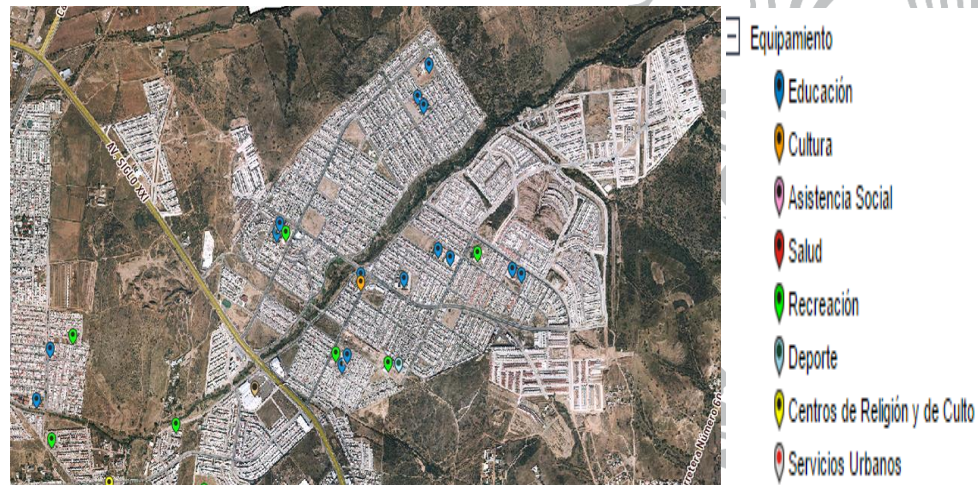 Av. SIGLO XXI
Equipamiento
Educación
Cultura
Asistencia Social
Salud
Recreación
Deporte
Centros de Religión y de Culto
Servicios Urbanos